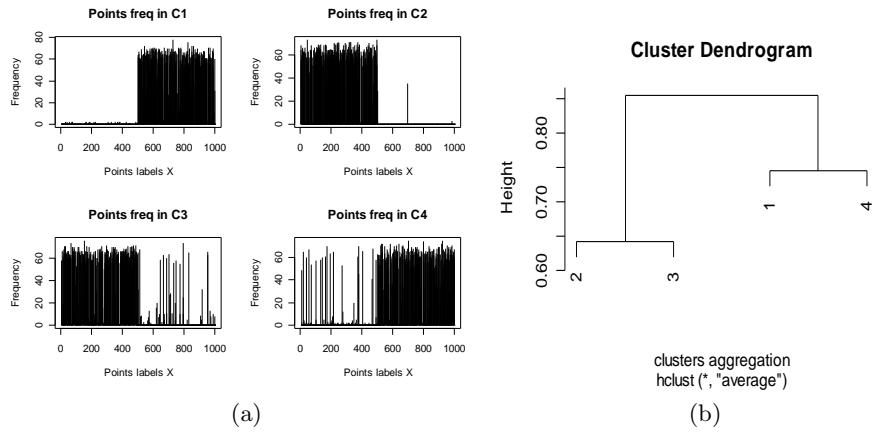 Points freq in C1
Frequency
0 20 40 60 80
0 200 400 600 800 1000
Points labels X
Points freq in C2
Frequency
0 20 40 60
0 200 400 600 800 1000
Points labels X
Points freq in C3
Frequency
0 20 40 60
0 200 400 600 800 1000
Points labels X
Points freq in C4
Frequency
0 20 40 60
0 200 400 600 800 1000
Points labels X
(a)
Cluster Dendrogram
Height
0.60 0.70 0.80
2 3 1 4
clusters aggregation
hclust (*, "average")
(b)